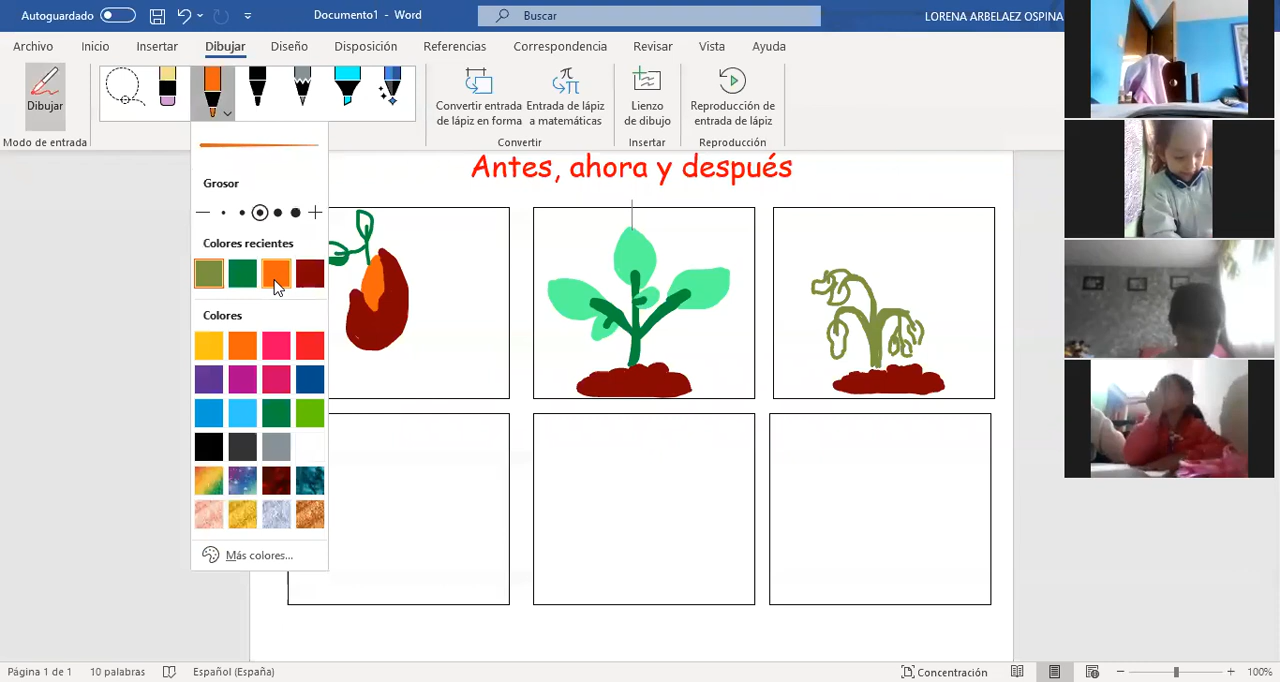 Autoguardado
Documento1 - Word
Buscar
LORENA ARBELAEZ OSPINA
Archivo Inicio Insertar Dibujar Diseño Disposición Referencias Correspondencia Revisar Vista Ayuda
Dibujar
Convertir entrada de lápiz en forma
Entrada de lápiz a matemáticas
Lienzo de dibujo
Reproducción de entrada de lápiz
Modo de entrada
Convertir
Insertar
Reproducción
Antes, ahora y después
Grosor
Colores recientes
Colores
Más colores...
Página 1 de 1
10 palabras
Español (España)
Concentración
100%